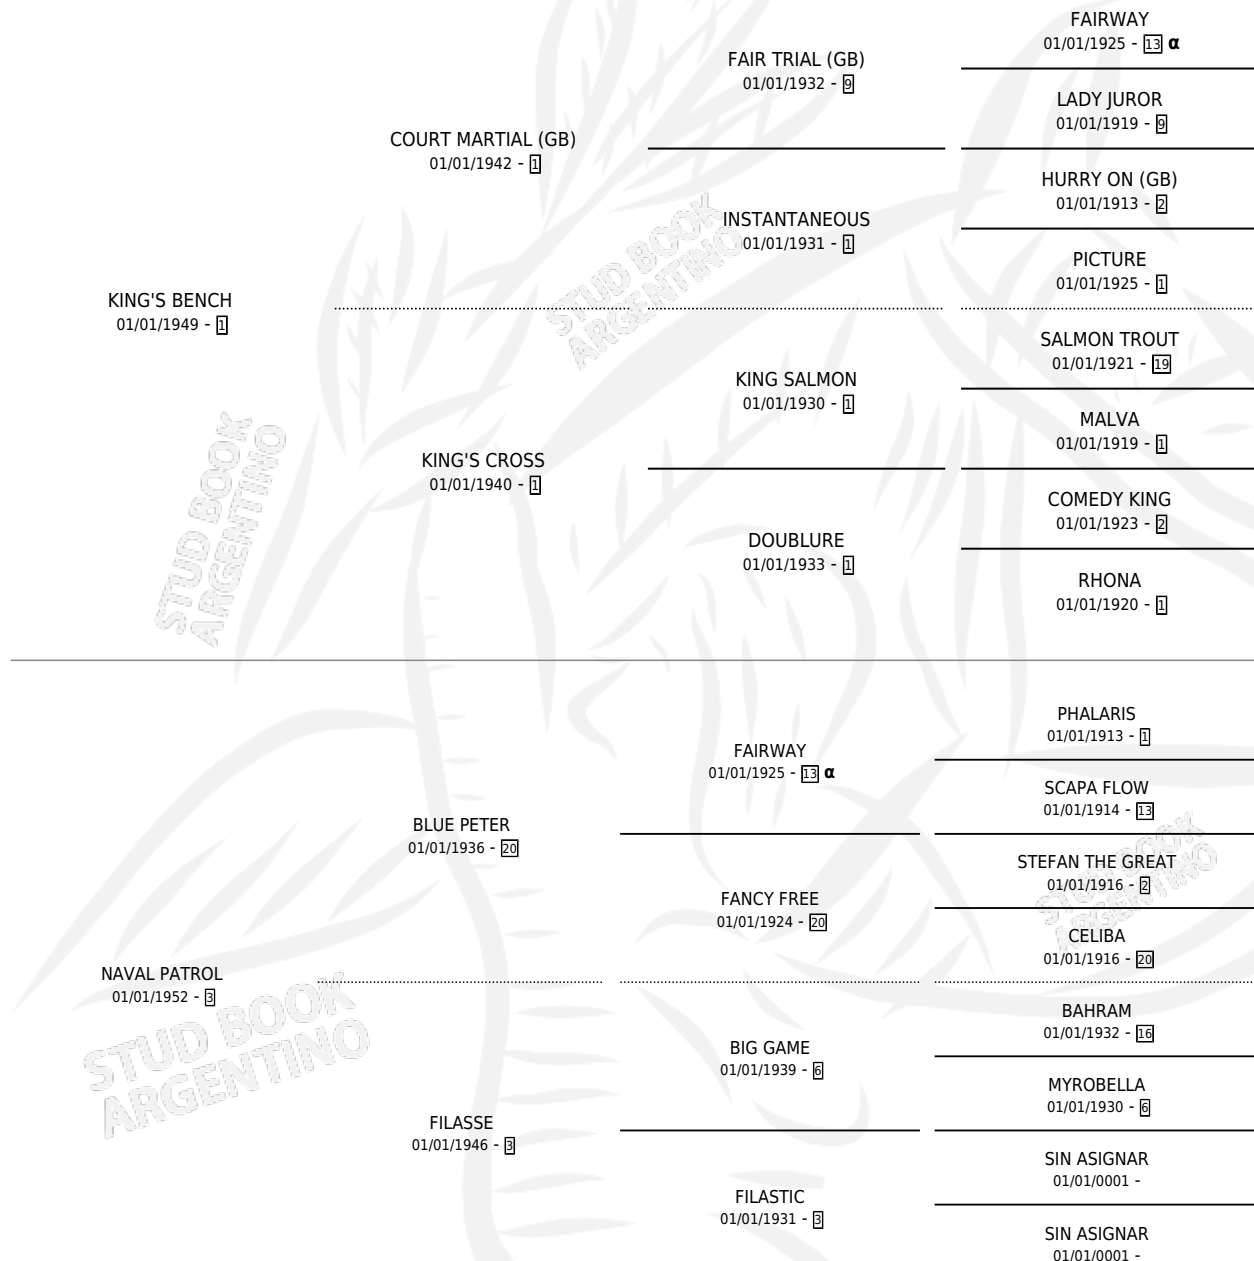 FAIRWAY
01/01/1925 - 13 α
FAIR TRIAL (GB)
01/01/1932 - 9
LADY JUROR
01/01/1919 - 9
COURT MARTIAL (GB)
01/01/1942 - 1
HURRY ON (GB)
01/01/1913 - 2
INSTANTANEOUS
01/01/1931 - 1
PICTURE
01/01/1925 - 1
KING'S BENCH
01/01/1949 - 1
SALMON TROUT
01/01/1921 - 19
KING SALMON
01/01/1930 - 1
MALVA
01/01/1919 - 1
KING'S CROSS
01/01/1940 - 1
COMEDY KING
01/01/1923 - 2
DOUBLURE
01/01/1933 - 1
RHONA
01/01/1920 - 1
PHALARIS
01/01/1913 - 1
FAIRWAY
01/01/1925 - 13 α
SCAPA FLOW
01/01/1914 - 13
BLUE PETER
01/01/1936 - 20
STEFAN THE GREAT
01/01/1916 - 2
FANCY FREE
01/01/1924 - 20
CELIBA
01/01/1916 - 20
NAVAL PATROL
01/01/1952 - 3
BAHRAM
01/01/1932 - 16
BIG GAME
01/01/1939 - 6
MYROBELLA
01/01/1930 - 6
FILASSE
01/01/1946 - 3
SIN ASIGNAR
01/01/0001 -
FILASTIC
01/01/1931 - 3
SIN ASIGNAR
01/01/0001 -
STUD BOOK
ARGENTINO
STUD BOOK
ARGENTINO
STUD BOOK
ARGENTINO
STUD BOOK
ARGENTINO